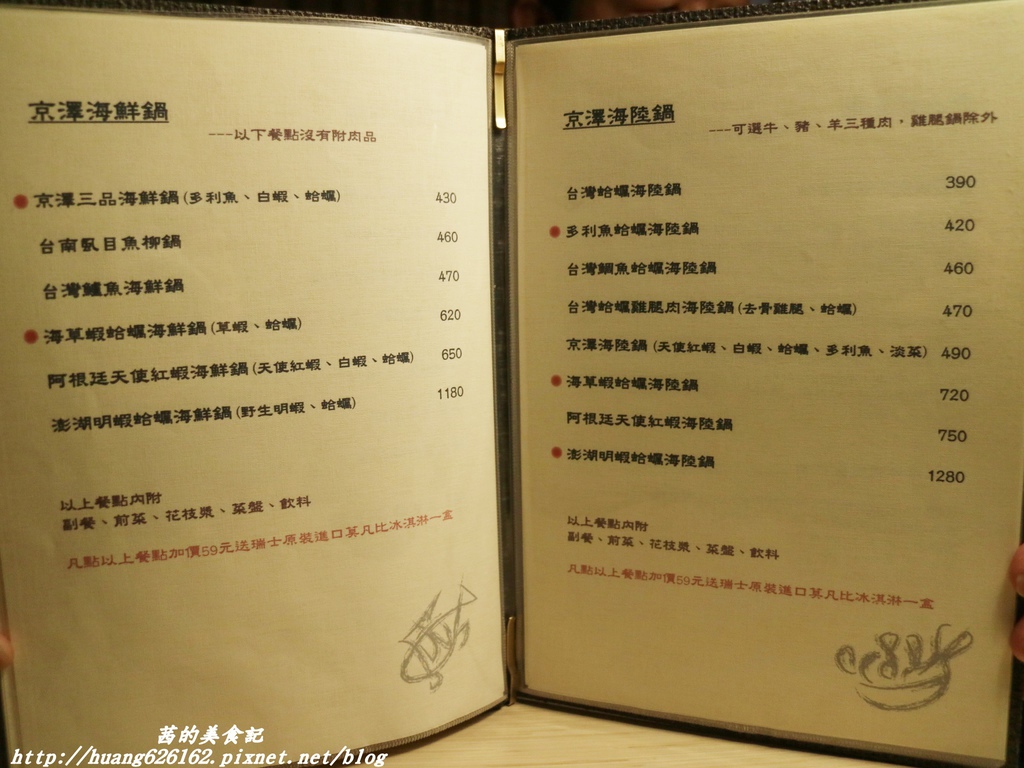 京澤海鮮鍋
---以下餐點沒有附肉品
京澤三品海鮮鍋(多利魚、白蝦、蛤蠣) 430
台南虱目魚柳鍋 460
台灣鱸魚海鮮鍋 470
海草蝦蛤蠣海鮮鍋(草蝦、蛤蠣) 620
阿根廷天使紅蝦海鮮鍋(天使紅蝦、白蝦、蛤蠣) 650
澎湖明蝦蛤蠣海鮮鍋(野生明蝦、蛤蠣) 1180
以上餐點內附
副餐、前菜、花枝漿、菜盤、飲料
凡點以上餐點加價59元送瑞士原裝進口莫凡比冰淇淋一盒
京澤海陸鍋
---可選牛、豬、羊三種肉，雞腿鍋除外
台灣蛤蠣海陸鍋 390
多利魚蛤蠣海陸鍋 420
台灣鯛魚蛤蠣海陸鍋 460
台灣蛤蠣雞腿肉海陸鍋(去骨雞腿、蛤蠣) 470
京澤海陸鍋(天使紅蝦、白蝦、蛤蠣、多利魚、淡菜) 490
海草蝦蛤蠣海陸鍋 720
阿根廷天使紅蝦海陸鍋 750
澎湖明蝦蛤蠣海陸鍋 1280
以上餐點內附
副餐、前菜、花枝漿、菜盤、飲料
凡點以上餐點加價59元送瑞士原裝進口莫凡比冰淇淋一盒
茜的美食記
http://huang626162.pixnet.net/blog